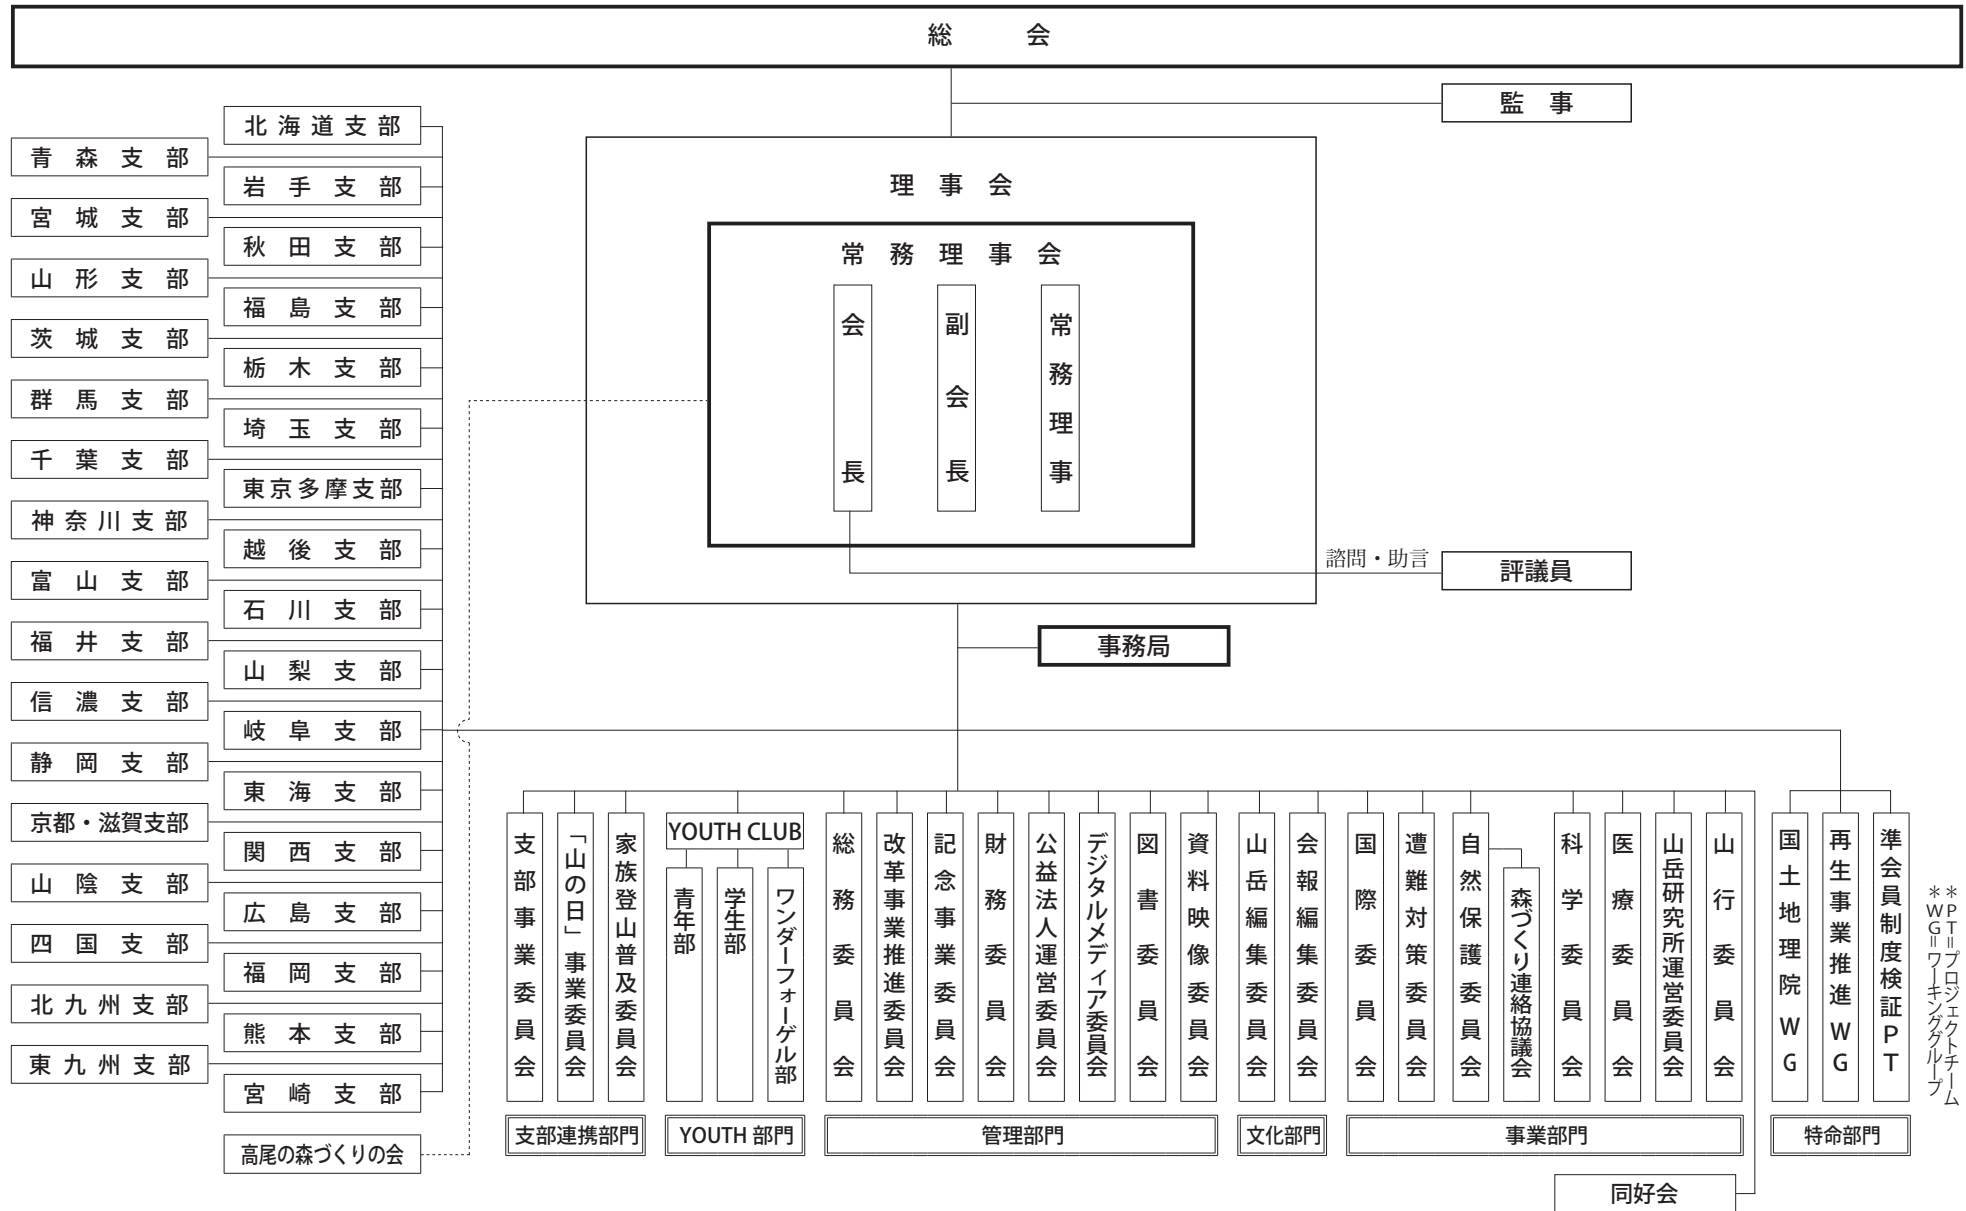 総会
監事
北海道支部
青森支部
岩手支部
宮城支部
秋田支部
山形支部
福島支部
茨城支部
栃木支部
群馬支部
埼玉支部
千葉支部
東京多摩支部
神奈川支部
越後支部
富山支部
石川支部
福井支部
山梨支部
信濃支部
岐阜支部
静岡支部
東海支部
京都・滋賀支部
関西支部
山陰支部
広島支部
四国支部
福岡支部
北九州支部
熊本支部
東九州支部
宮崎支部
高尾の森づくりの会
理事会
常務理事会
会長
副会長
常務理事
諮問・助言
評議員
事務局
支部事業委員会
「山の日」事業委員会
家族登山普及委員会
支部連携部門
YOUTH CLUB
青年部
学生部
ワンダーフォーゲル部
YOUTH 部門
総務委員会
改革事業推進委員会
記念事業委員会
財務委員会
公益法人運営委員会
デジタルメディア委員会
図書委員会
資料映像委員会
管理部門
山岳編集委員会
会報編集委員会
文化部門
国際委員会
遭難対策委員会
自然保護委員会
森づくり連絡協議会
科学委員会
医療委員会
山岳研究所運営委員会
山行委員会
事業部門
同好会
国土地理院WG
再生事業推進WG
準会員制度検証PT
特命部門
*PT=プロジェクトチーム
*WG=ワーキンググループ